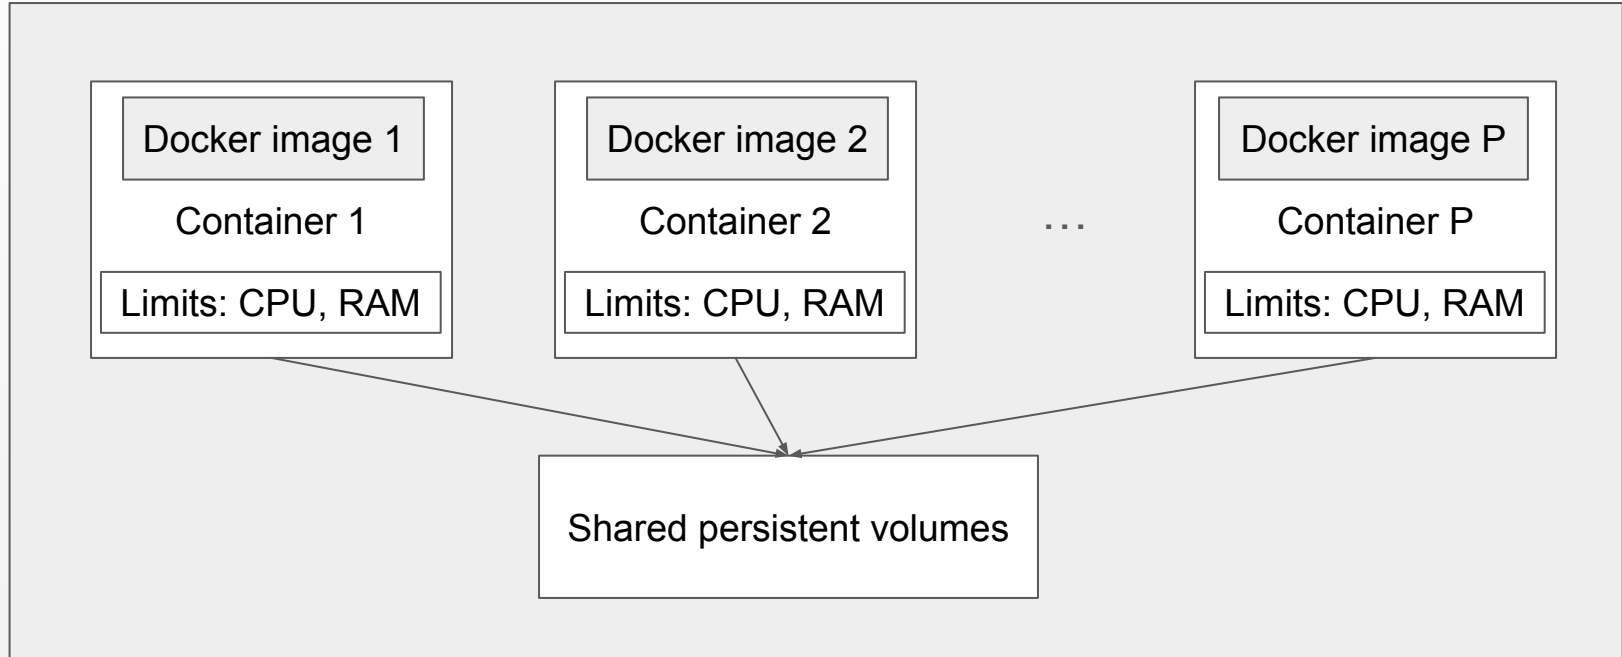 Docker image 1
Container 1
Limits: CPU, RAM
Docker image 2
Container 2
Limits: CPU, RAM
...
Docker image P
Container P
Limits: CPU, RAM
Shared persistent volumes